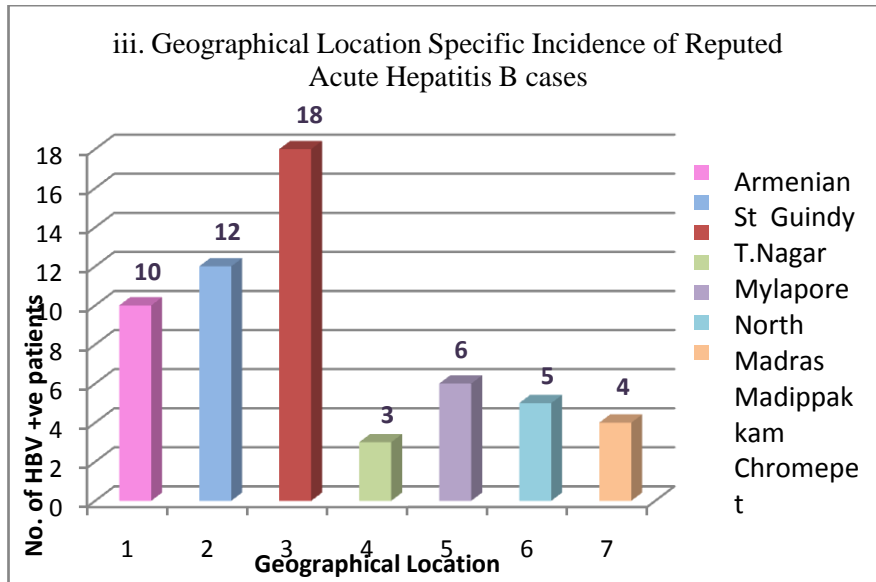 iii. Geographical Location Specific Incidence of Reputed
Acute Hepatitis B cases
No. of HBV +ve patients
18
16
14
12
10
8
6
4
2
0
10
12
18
3
6
5
4
1 2 3 4 5 6 7
Geographical Location
Armenian
St Guindy
T.Nagar
Mylapore
North
Madras
Madippak
kam
Chromepe
t